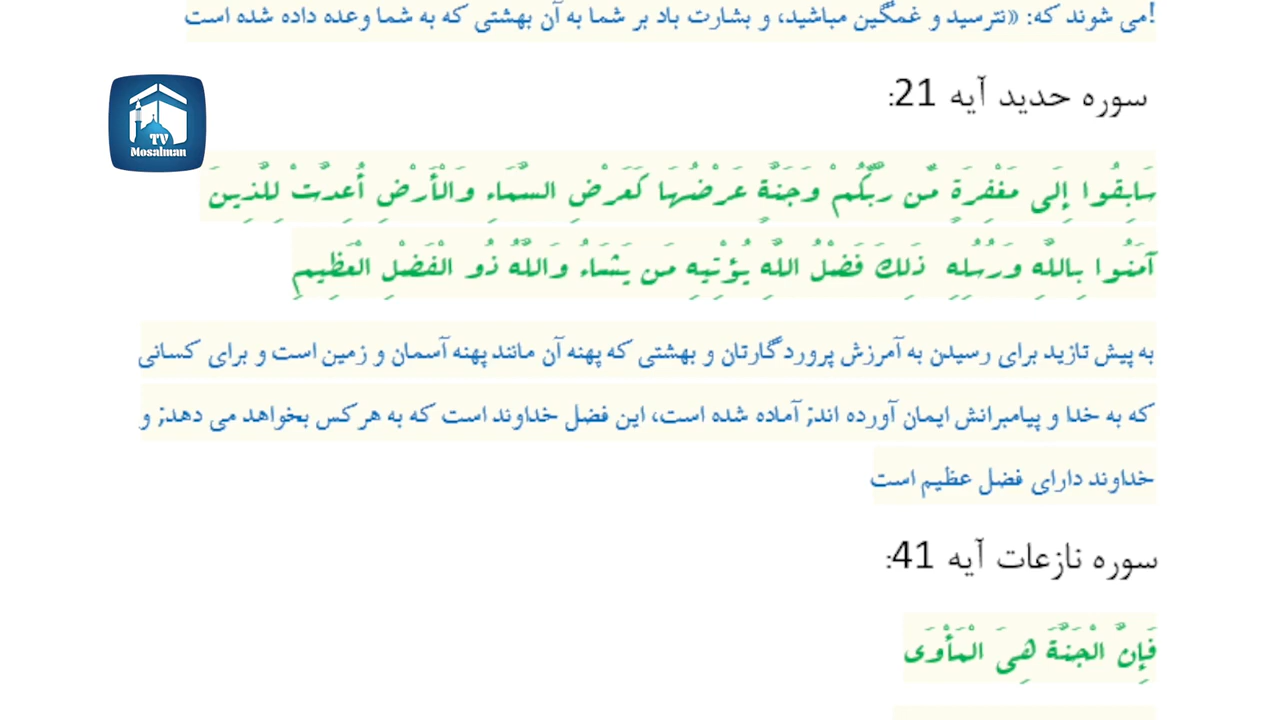 می شوند که: «نترسید و غمگین مباشید، و بشارت باد بر شما به آن بهشتی که به شما وعده داده شده است!
TV
Mosalman
سوره حدید آیه 21:
سَابِقُوا إِلَى مَغْفِرَةٍ مِّن رَّبِّكُمْ وَجَنَّةٍ عَرْضُهَا كَعَرْضِ السَّمَاءِ وَالْأَرْضِ أُعِدَّتْ لِلَّذِينَ
آمَنُوا بِاللَّهِ وَرُسُلِهِ ذَلِكَ فَضْلُ اللَّهِ يُؤْتِيهِ مَن يَشَاءُ وَاللَّهُ ذُو الْفَضْلِ الْعَظِيمِ
به پیش تازید برای رسیدن به آمرزش پروردگارتان و بهشتی که پهنه آن مانند پهنه آسمان و زمین است و برای کسانی
که به خدا و پیامبرانش ایمان آورده اند; آماده شده است، این فضل خداوند است که به هر کس بخواهد می دهد; و
خداوند دارای فضل عظیم است
سوره نازعات آیه 41:
فَإِنَّ الْجَنَّةَ هِيَ الْمَأْوَى